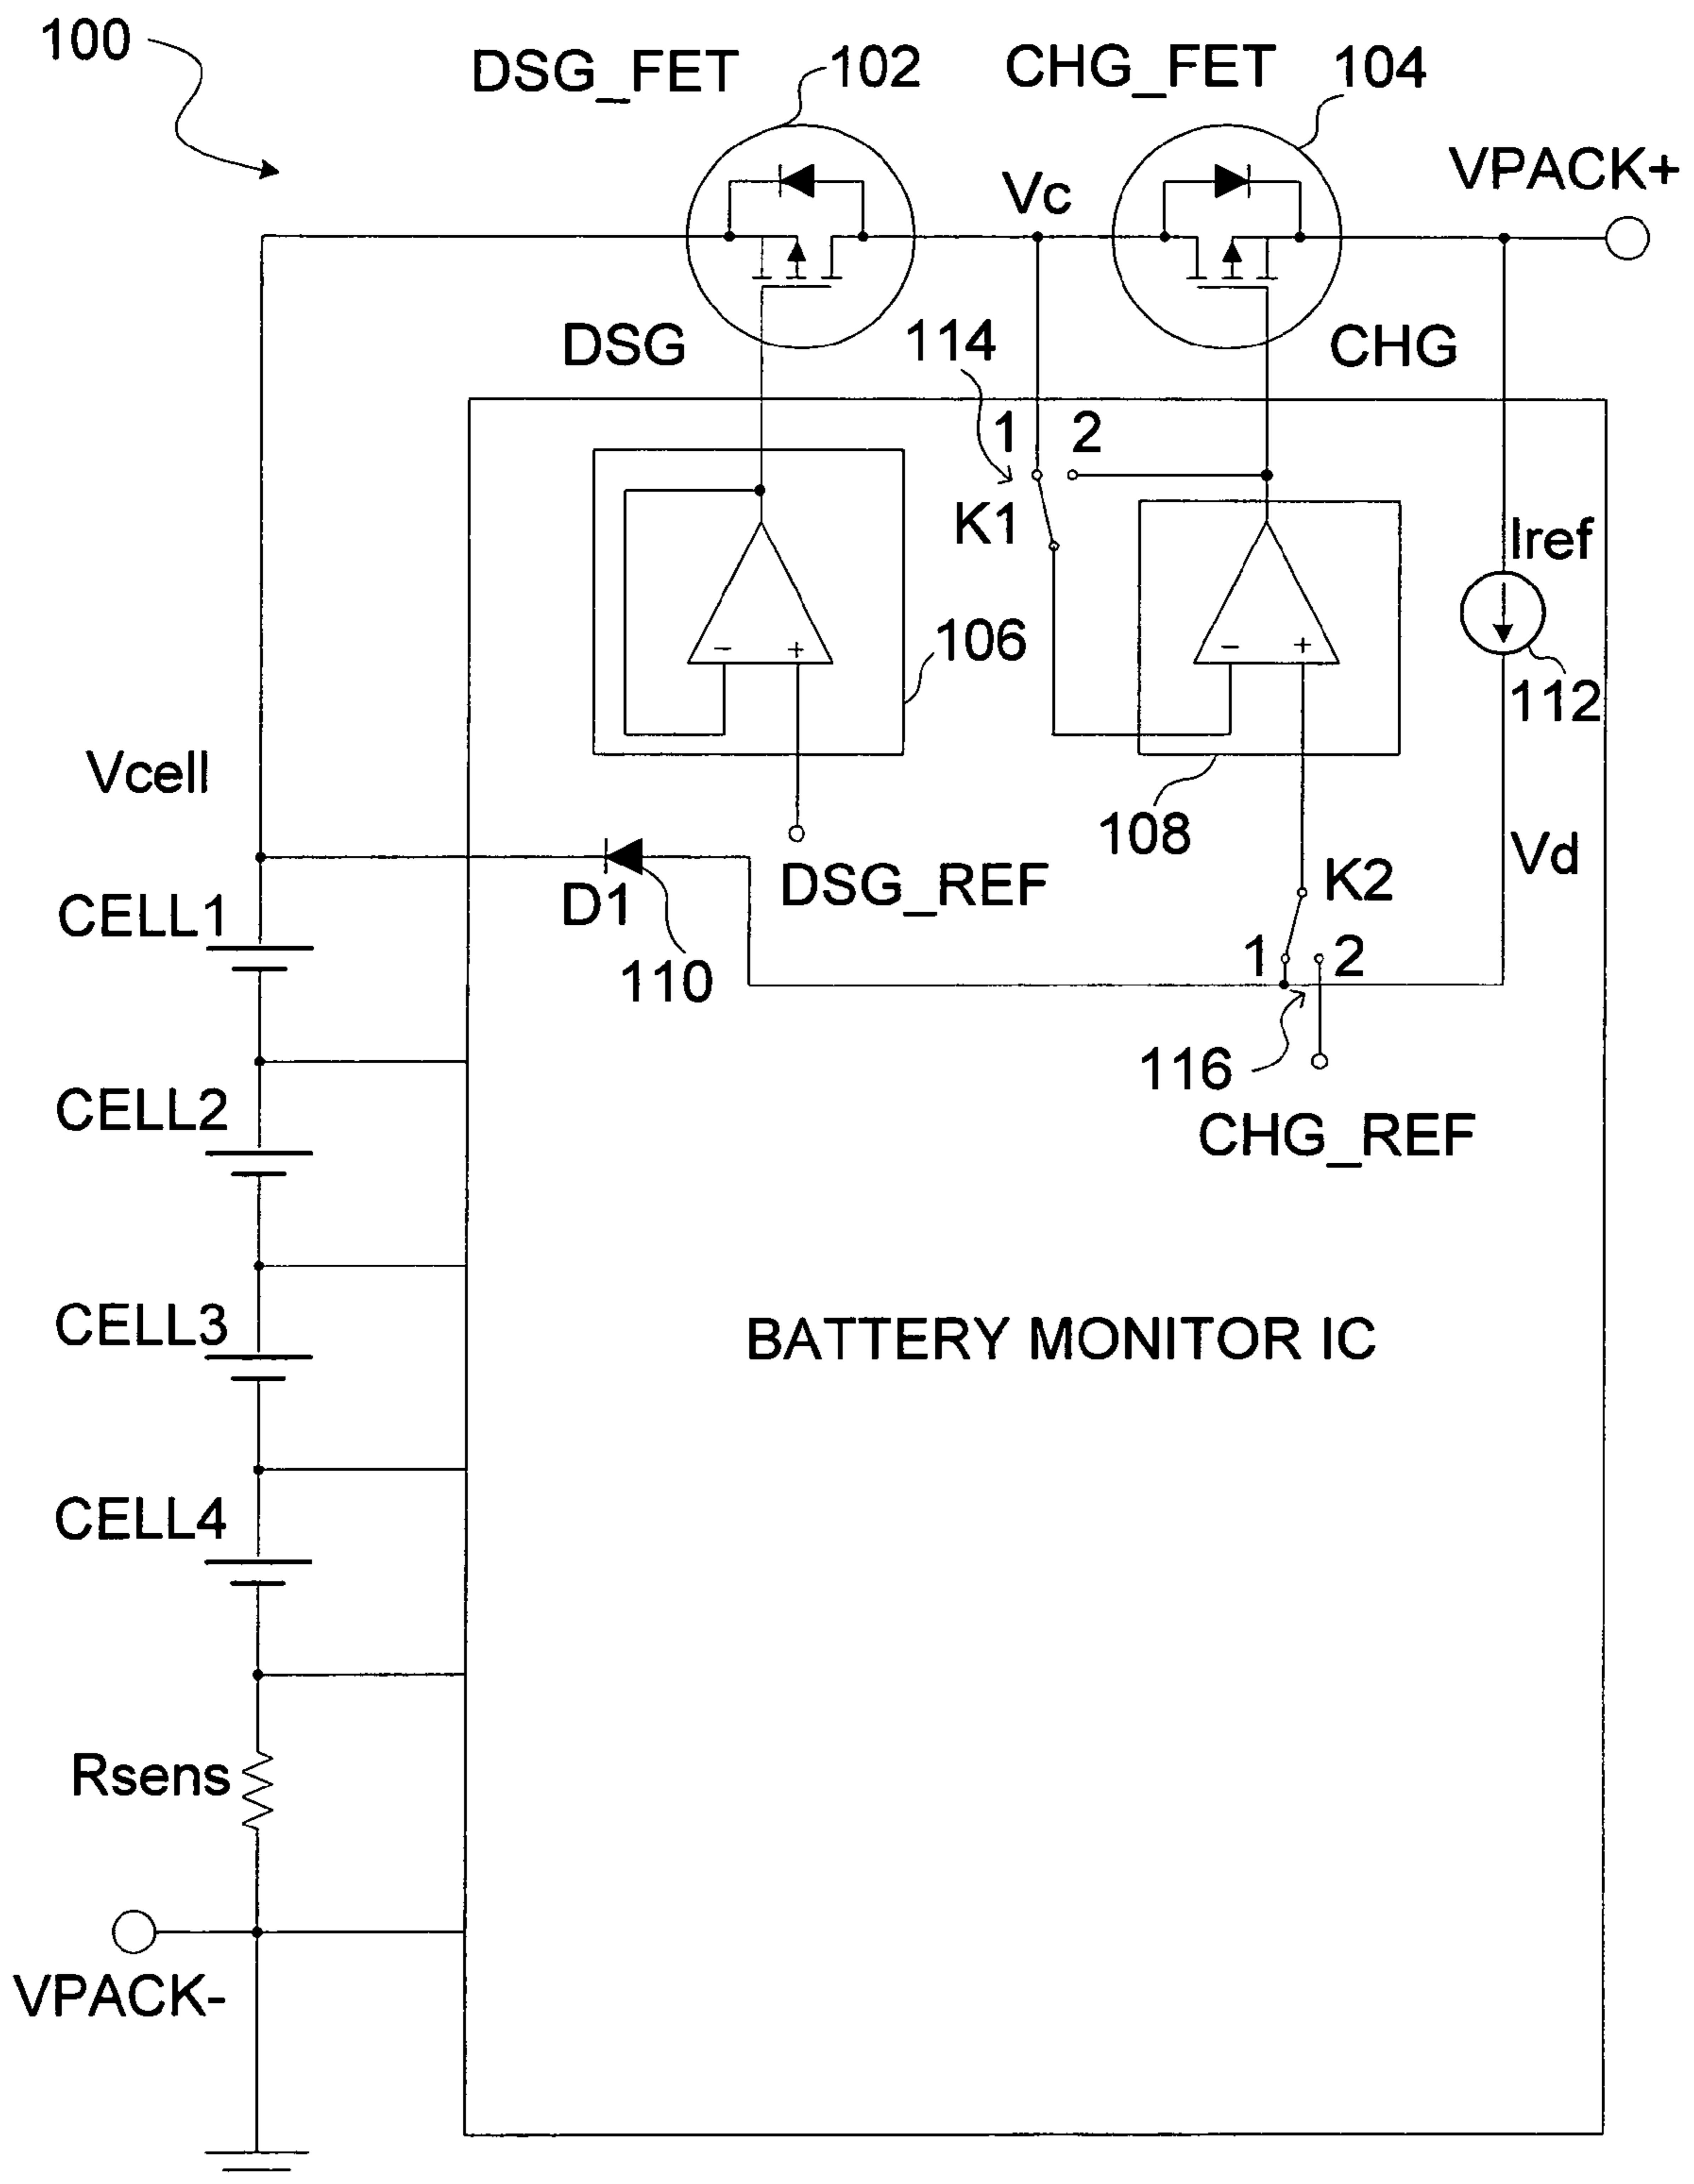 100
DSG_FET
102
CHG_FET
104
VPACK+
Vc
DSG
114
CHG
1
2
K1
Iref
- +
106
- +
112
Vcell
108
Vd
D1
DSG_REF
K2
CELL1
110
1
2
116
CELL2
CHG_REF
CELL3
BATTERY MONITOR IC
CELL4
Rsens
VPACK-